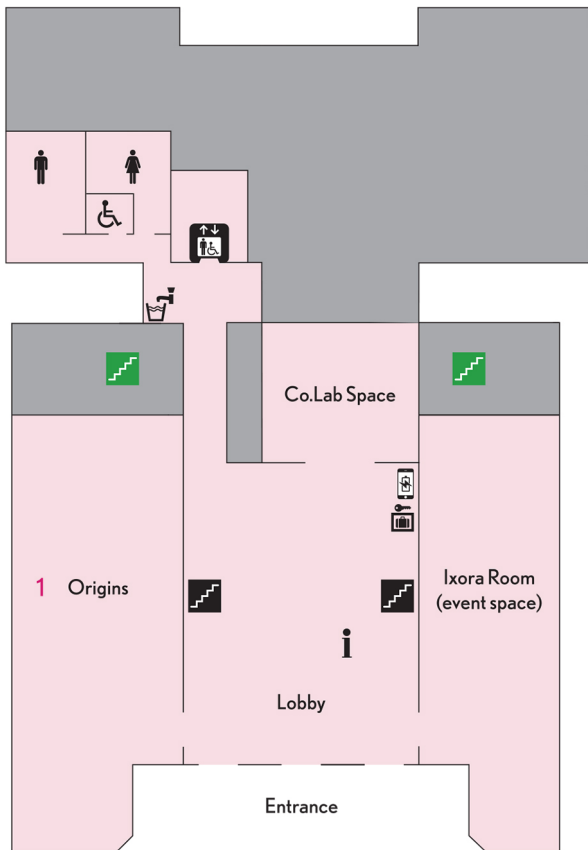 Co.Lab Space
1 Origins
Ixora Room
(event space)
i
Lobby
Entrance